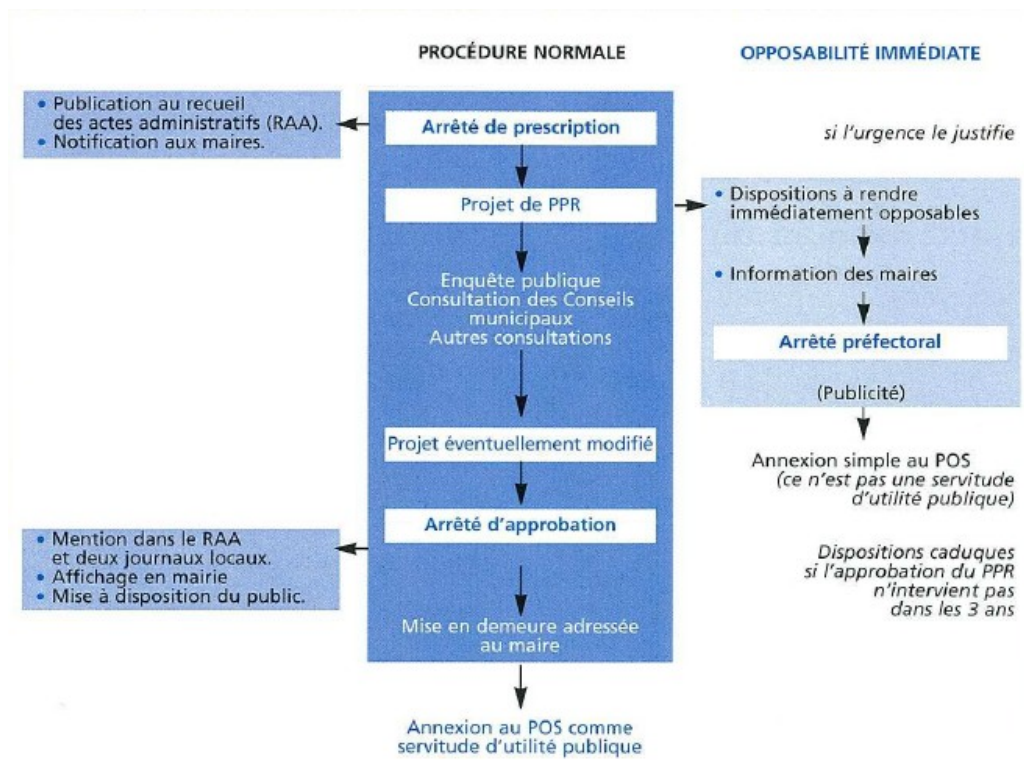 PROCÉDURE NORMALE
OPPOSABILITÉ IMMÉDIATE
• Publication au recueil
des actes administratifs (RAA).
• Notification aux maires.
Arrêté de prescription
si l'urgence le justifie
Projet de PPR
• Dispositions à rendre
immédiatement opposables
• Information des maires
Enquête publique
Consultation des Conseils
municipaux
Autres consultations
Arrêté préfectoral
(Publicité)
Projet éventuellement modifié
Annexion simple au POS
(ce n'est pas une servitude
d'utilité publique)
Arrêté d'approbation
• Mention dans le RAA
et deux journaux locaux.
• Affichage en mairie
• Mise à disposition du public.
Dispositions caduques
si l'approbation du PPR
n'intervient pas
dans les 3 ans
Mise en demeure adressée
au maire
Annexion au POS comme
servitude d'utilité publique